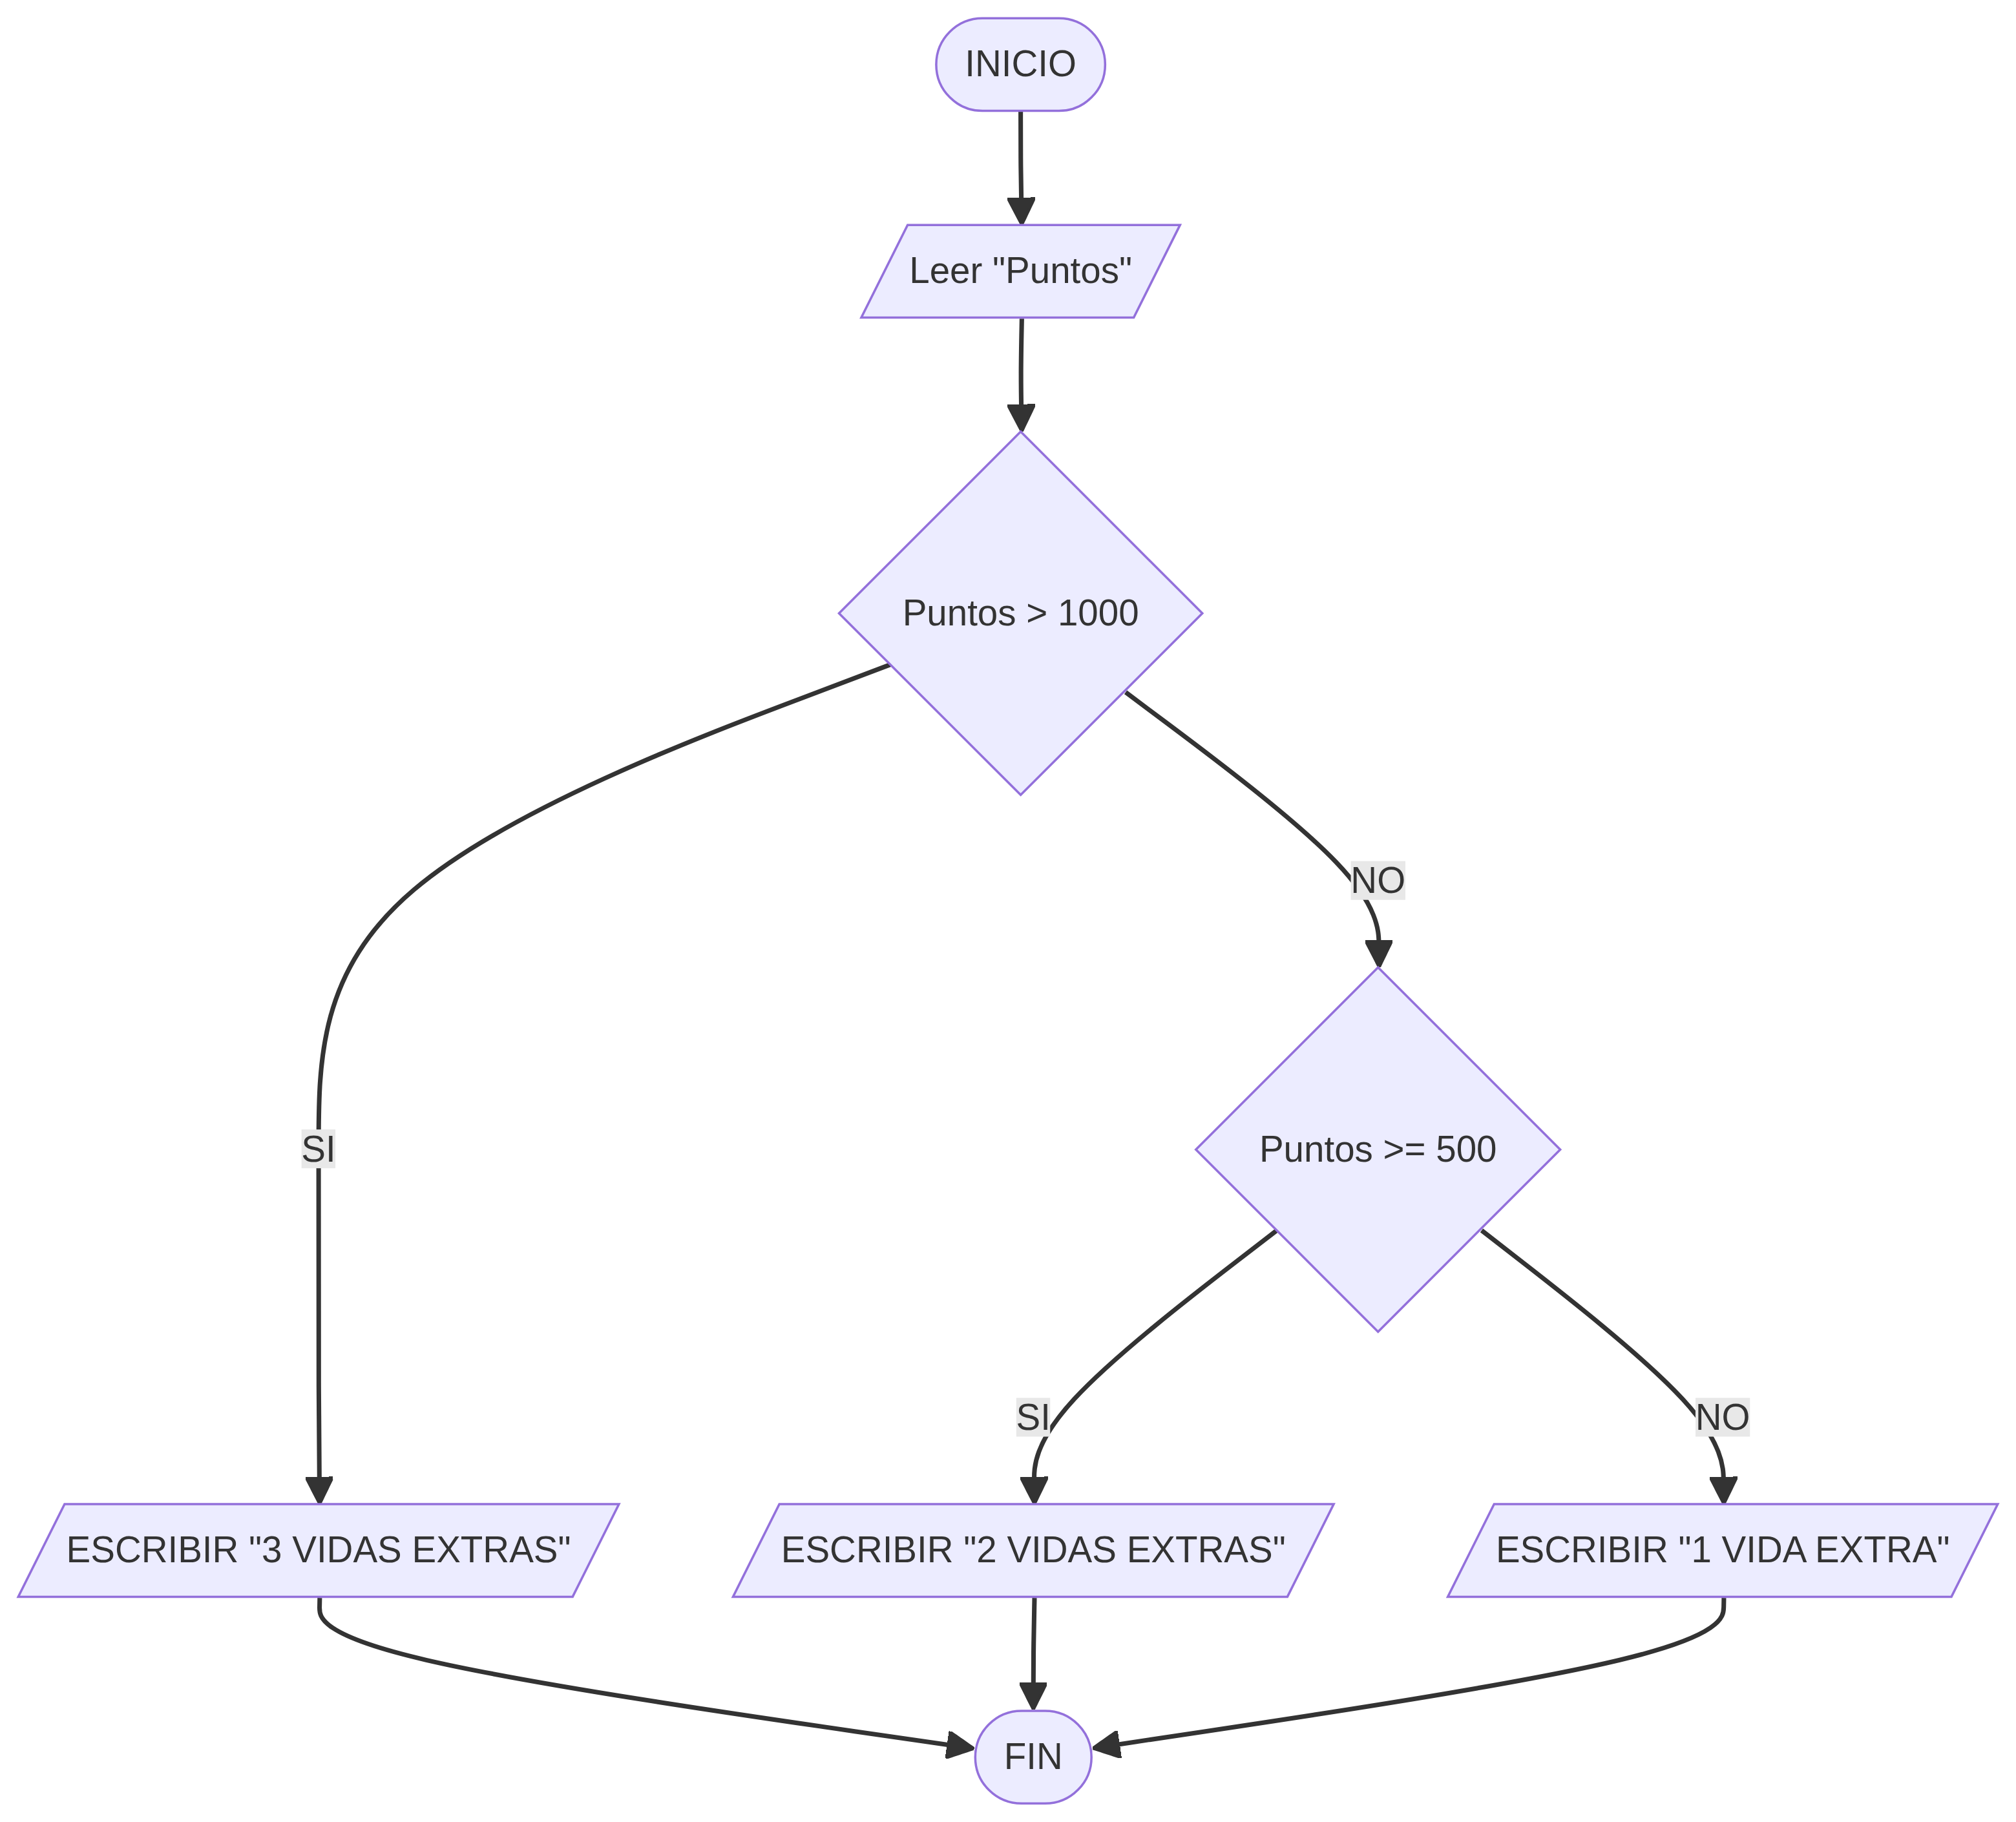 INICIO
Leer "Puntos"
Puntos > 1000
NO
SI
Puntos >= 500
SI
NO
ESCRIBIR "3 VIDAS EXTRAS"
ESCRIBIR "2 VIDAS EXTRAS"
ESCRIBIR "1 VIDA EXTRA"
FIN